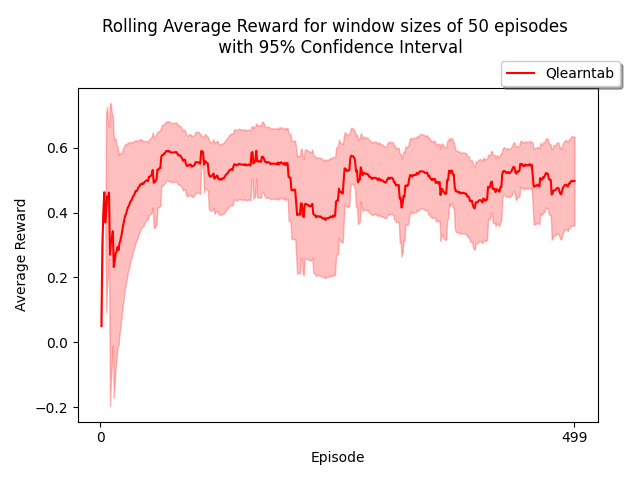 Rolling Average Reward for window sizes of 50 episodes
with 95% Confidence Interval
Qlearntab
Average Reward
0.6
0.4
0.2
0.0
−0.2
0
499
Episode